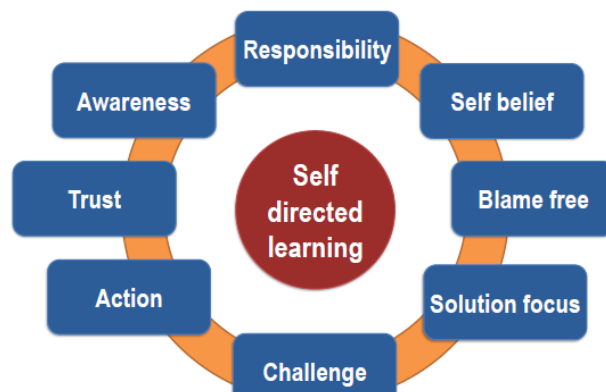 Responsibility
Awareness
Self belief
Trust
Self
directed
learning
Blame free
Action
Solution focus
Challenge